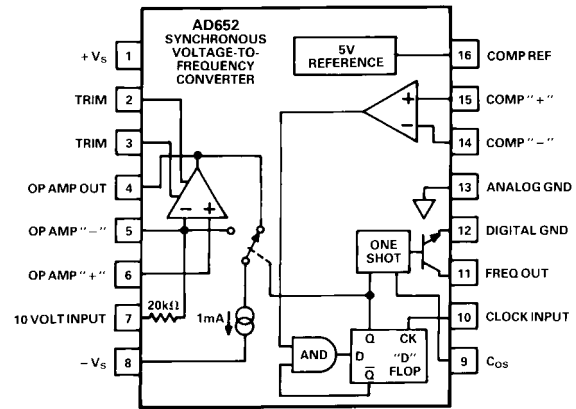 AD652
SYNCHRONOUS
VOLTAGE-TO-
FREQUENCY
CONVERTER
5V
REFERENCE
+VS 1
TRIM 2
TRIM 3
OP AMP OUT 4
OP AMP "−" 5
OP AMP "+" 6
10 VOLT INPUT 7
−VS 8
16 COMP REF
15 COMP "+"
14 COMP "−"
13 ANALOG GND
12 DIGITAL GND
11 FREQ OUT
10 CLOCK INPUT
9 COS
− +
+
−
20kΩ
1mA
ONE
SHOT
AND
Q CK
D "D"
Q̅ FLOP